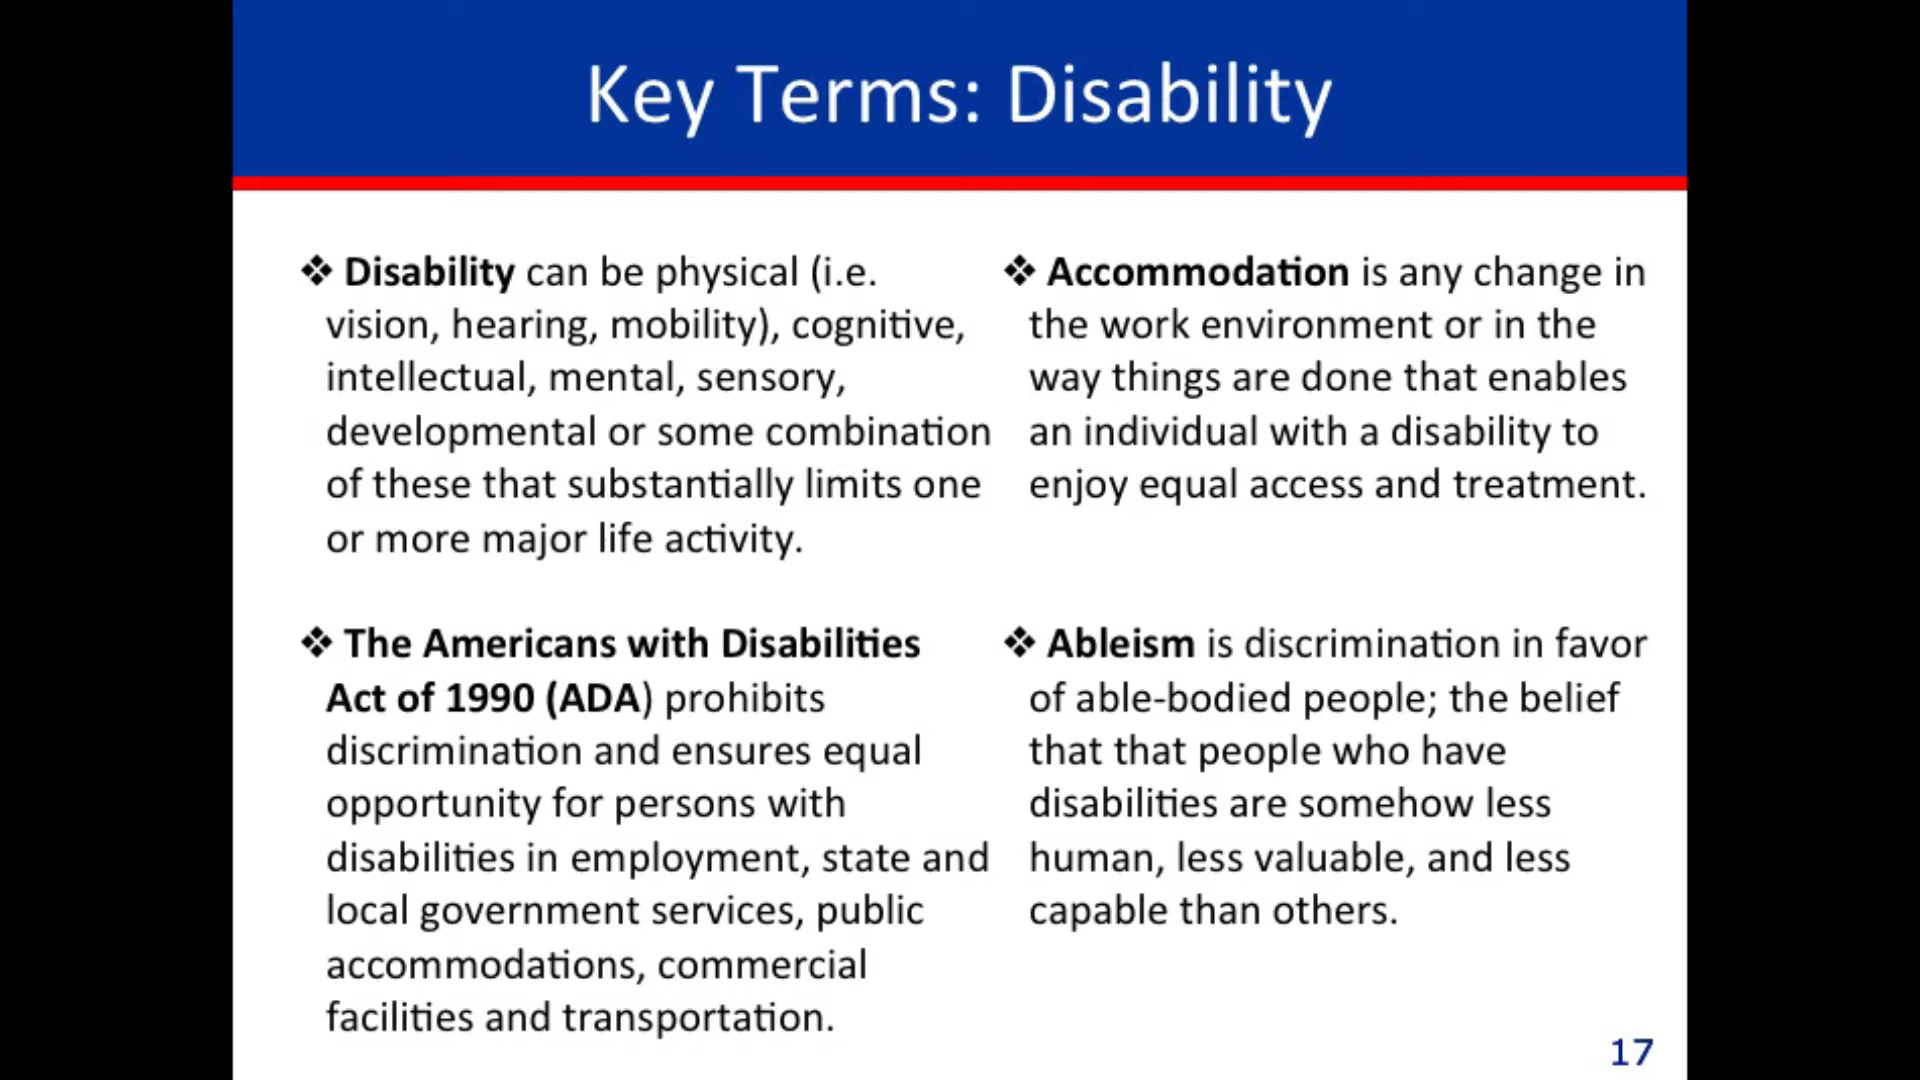 Key Terms: Disability
❖ Disability can be physical (i.e.
vision, hearing, mobility), cognitive,
intellectual, mental, sensory,
developmental or some combination
of these that substantially limits one
or more major life activity.
❖ The Americans with Disabilities
Act of 1990 (ADA) prohibits
discrimination and ensures equal
opportunity for persons with
disabilities in employment, state and
local government services, public
accommodations, commercial
facilities and transportation.
❖ Accommodation is any change in
the work environment or in the
way things are done that enables
an individual with a disability to
enjoy equal access and treatment.
❖ Ableism is discrimination in favor
of able-bodied people; the belief
that that people who have
disabilities are somehow less
human, less valuable, and less
capable than others.
17